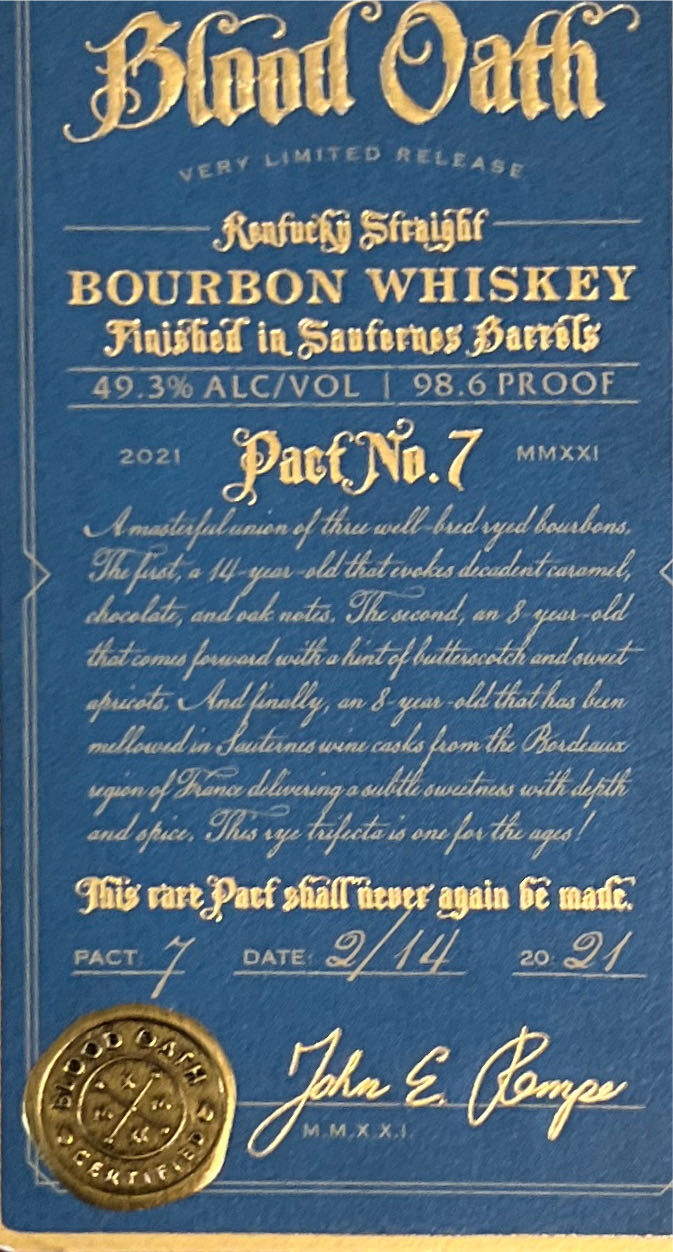 Blood Oath
VERY LIMITED RELEASE
Kentucky Straight
BOURBON WHISKEY
Finished in Sauternes Barrels
49.3% ALC/VOL | 98.6 PROOF
2021 Pact No. 7 MMXXI
A masterful union of three well-bred ryed bourbons.
The first, a 14-year-old that evokes decadent caramel,
chocolate, and oak notes. The second, an 8-year-old
that comes forward with a hint of butterscotch and sweet
apricots. And finally, an 8-year-old that has been
mellowed in Sauternes wine casks from the Bordeaux
region of France delivering a subtle sweetness with depth
and spice. This rye trifecta is one for the ages!
This rare Pact shall never again be made.
PACT: 7 DATE: 2/14 20: 21
John E. Rempe
M.M.X.X.I.
BLOOD OATH
CERTIFIED